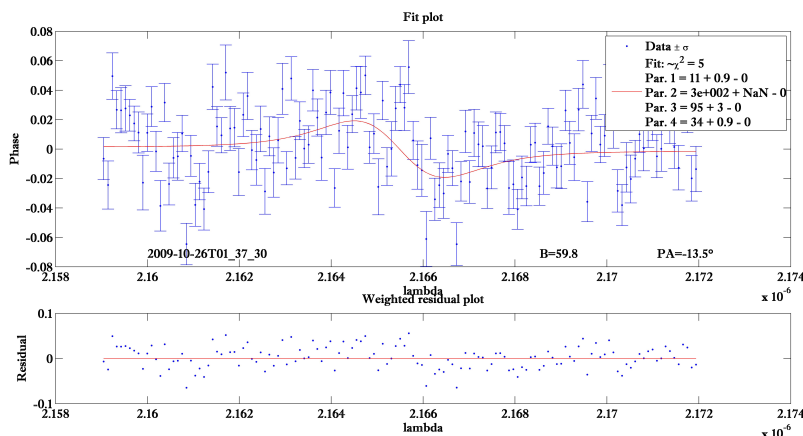 Fit plot
0.08
0.06
0.04
0.02
0
-0.02
-0.04
-0.06
-0.08
Phase
Data ± σ
Fit: ~χ² = 5
Par. 1 = 11 + 0.9 - 0
Par. 2 = 3e+002 + NaN - 0
Par. 3 = 95 + 3 - 0
Par. 4 = 34 + 0.9 - 0
2009-10-26T01_37_30
B=59.8
PA=-13.5°
2.158 2.16 2.162 2.164 2.166 2.168 2.17 2.172 2.174
lambda
x 10⁻⁶
Weighted residual plot
0.1
0
-0.1
Residual
2.158 2.16 2.162 2.164 2.166 2.168 2.17 2.172 2.174
lambda
x 10⁻⁶